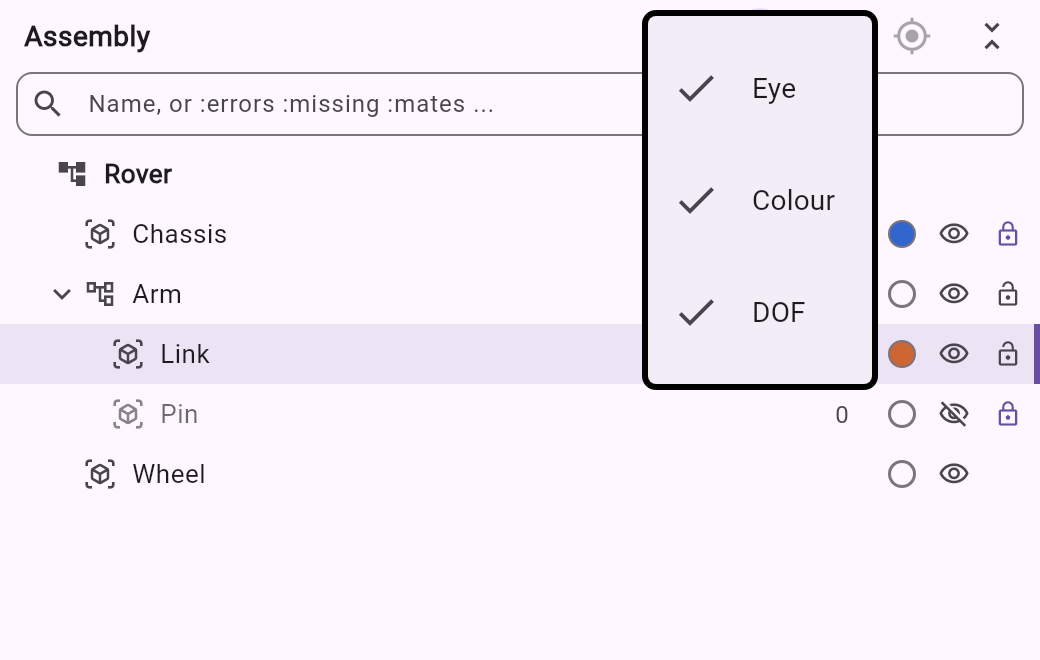 Assembly
Name, or :errors :missing :mates ...
Eye
Colour
DOF
Rover
Chassis
Arm
Link
Pin 0
Wheel